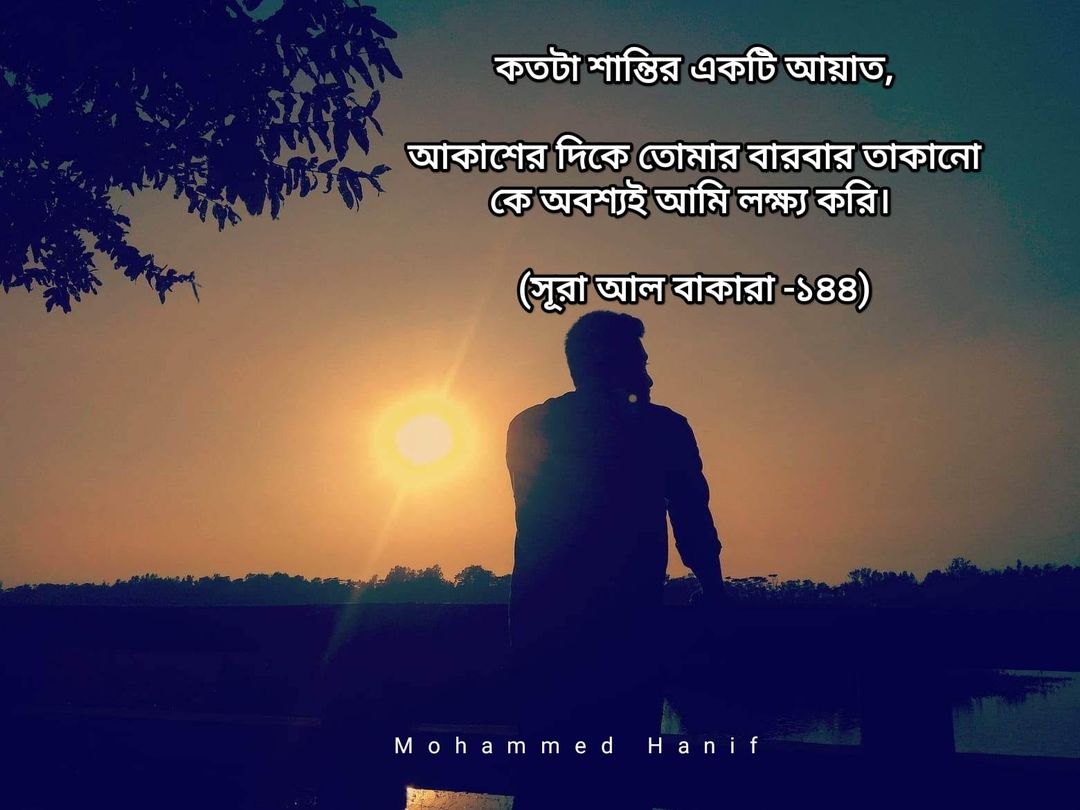 কতটা শান্তির একটি আয়াত,
আকাশের দিকে তোমার বারবার তাকানো
কে অবশ্যই আমি লক্ষ্য করি।
(সূরা আল বাকারা -১৪৪)
Mohammed Hanif